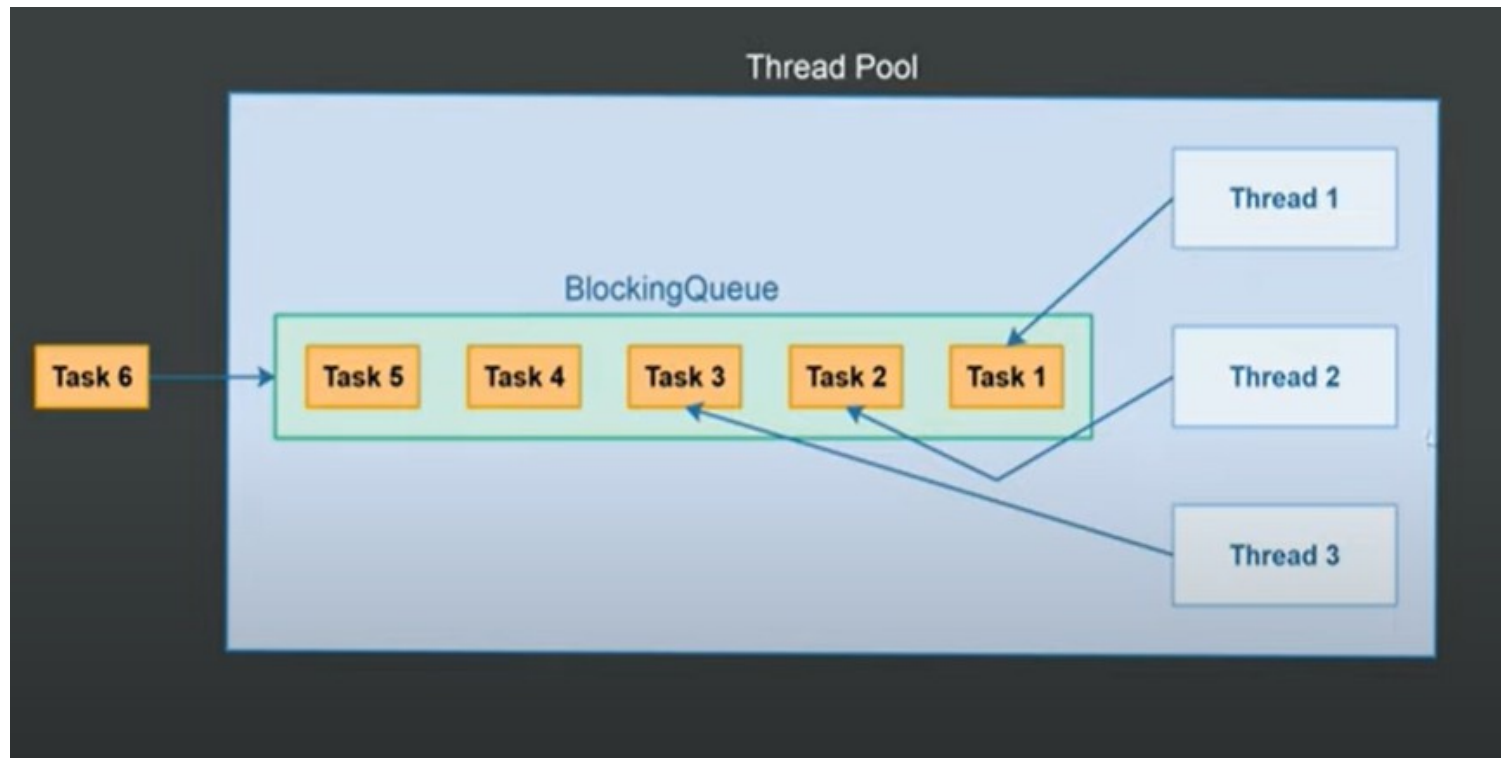 Thread Pool
Thread 1
BlockingQueue
Task 6
Task 5
Task 4
Task 3
Task 2
Task 1
Thread 2
Thread 3